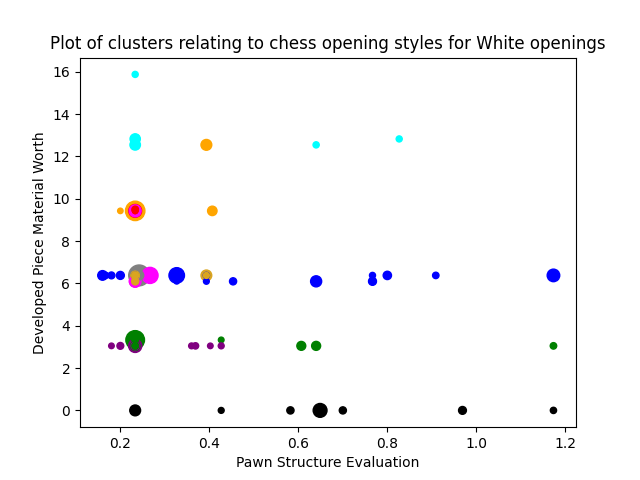 Plot of clusters relating to chess opening styles for White openings
16
14
12
10
8
6
4
2
0
Developed Piece Material Worth
0.2 0.4 0.6 0.8 1.0 1.2
Pawn Structure Evaluation